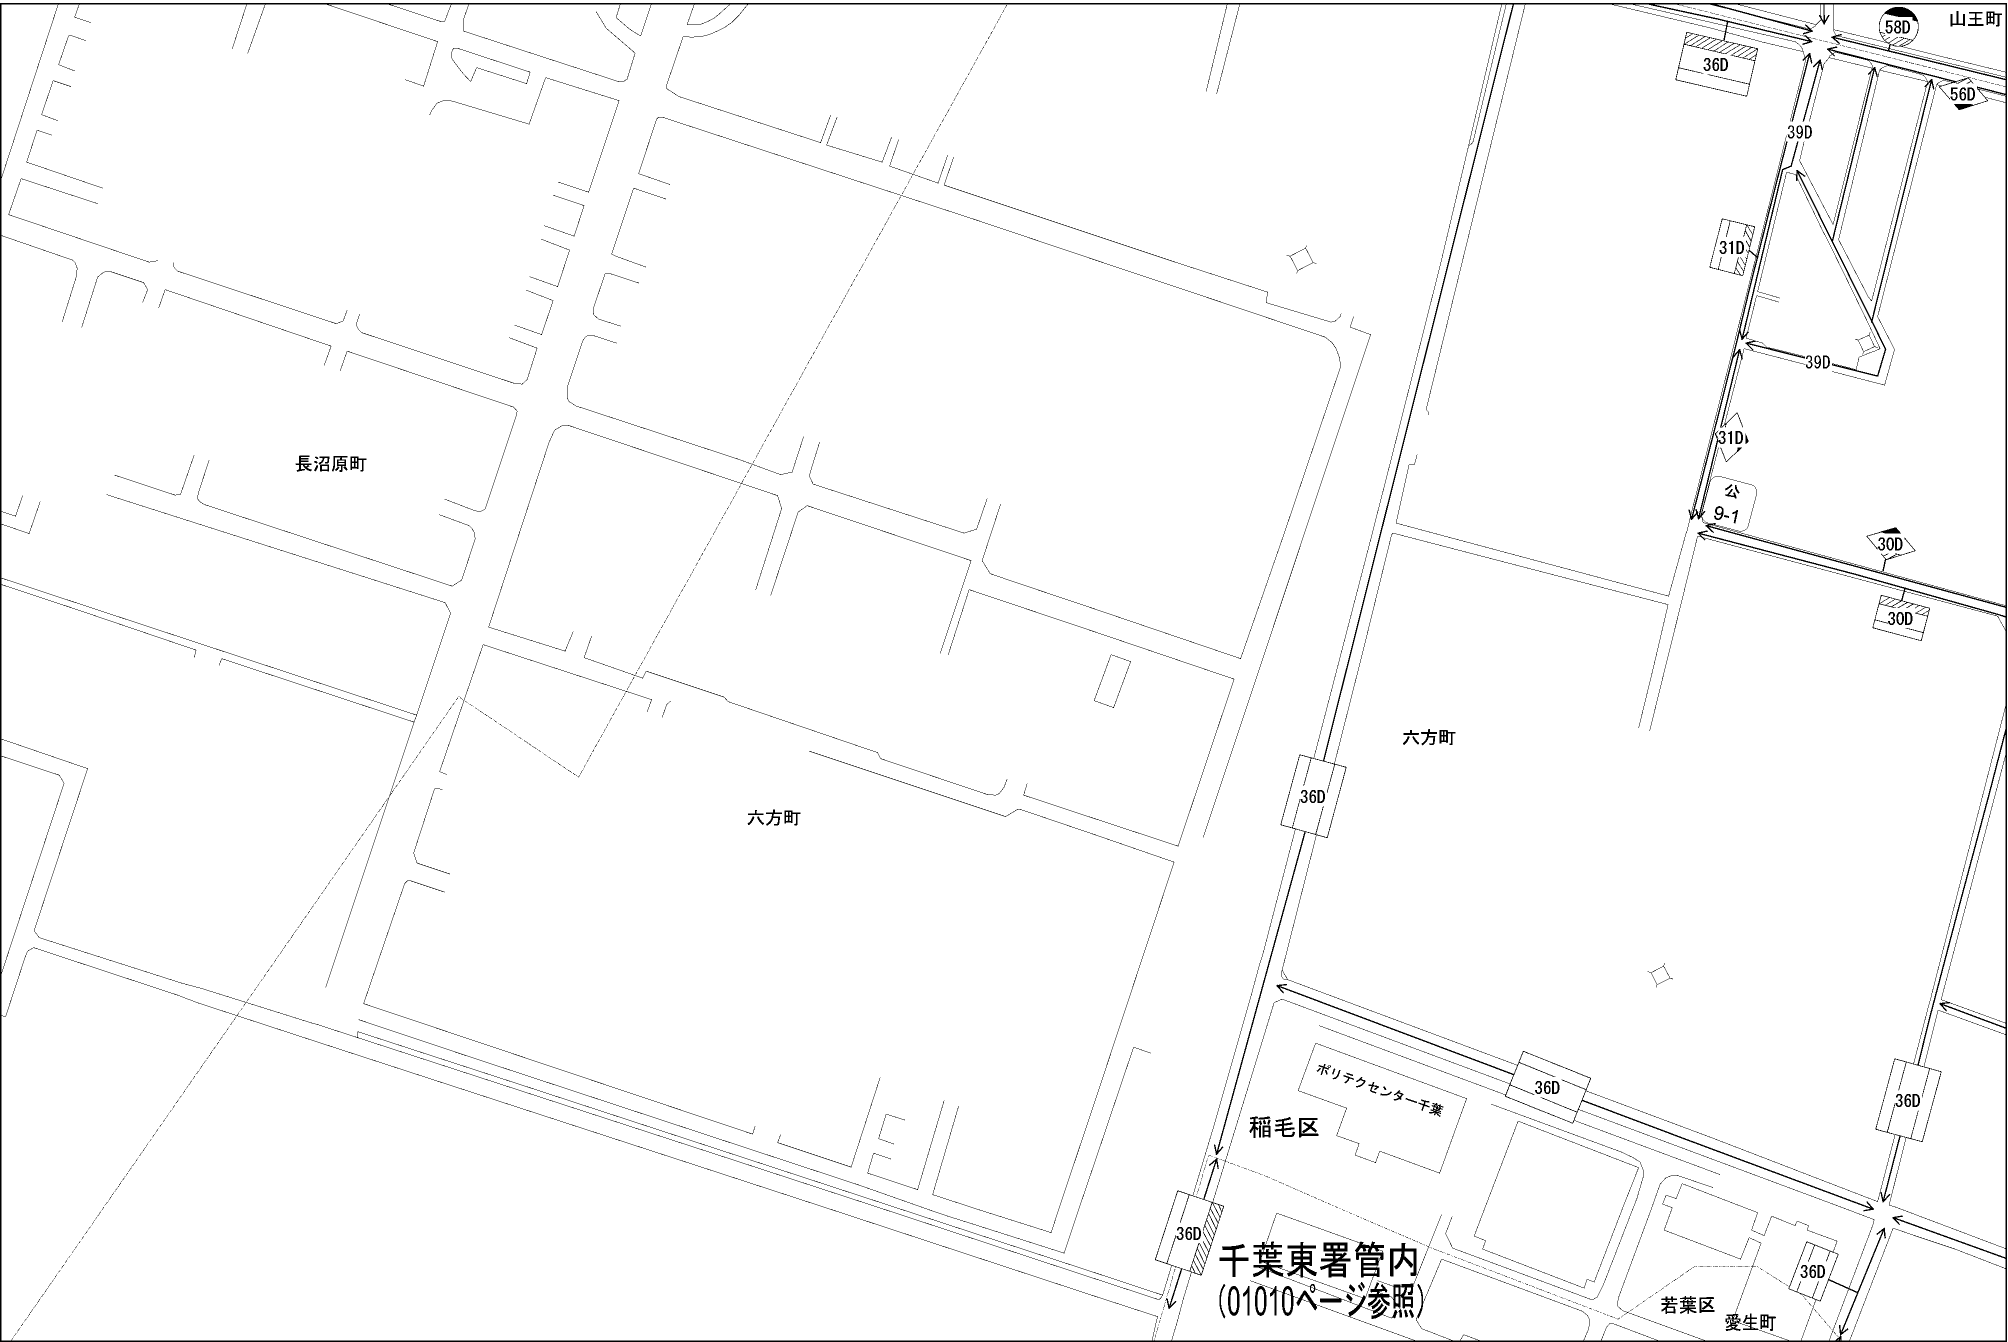 58D
山王町
36D
56D
39D
31D
39D
31D
長沼原町
公
9-1
30D
30D
六方町
36D
六方町
ポリテクセンター千葉
36D
36D
稲毛区
36D
千葉東署管内
(01010ページ参照)
36D
若葉区
愛生町